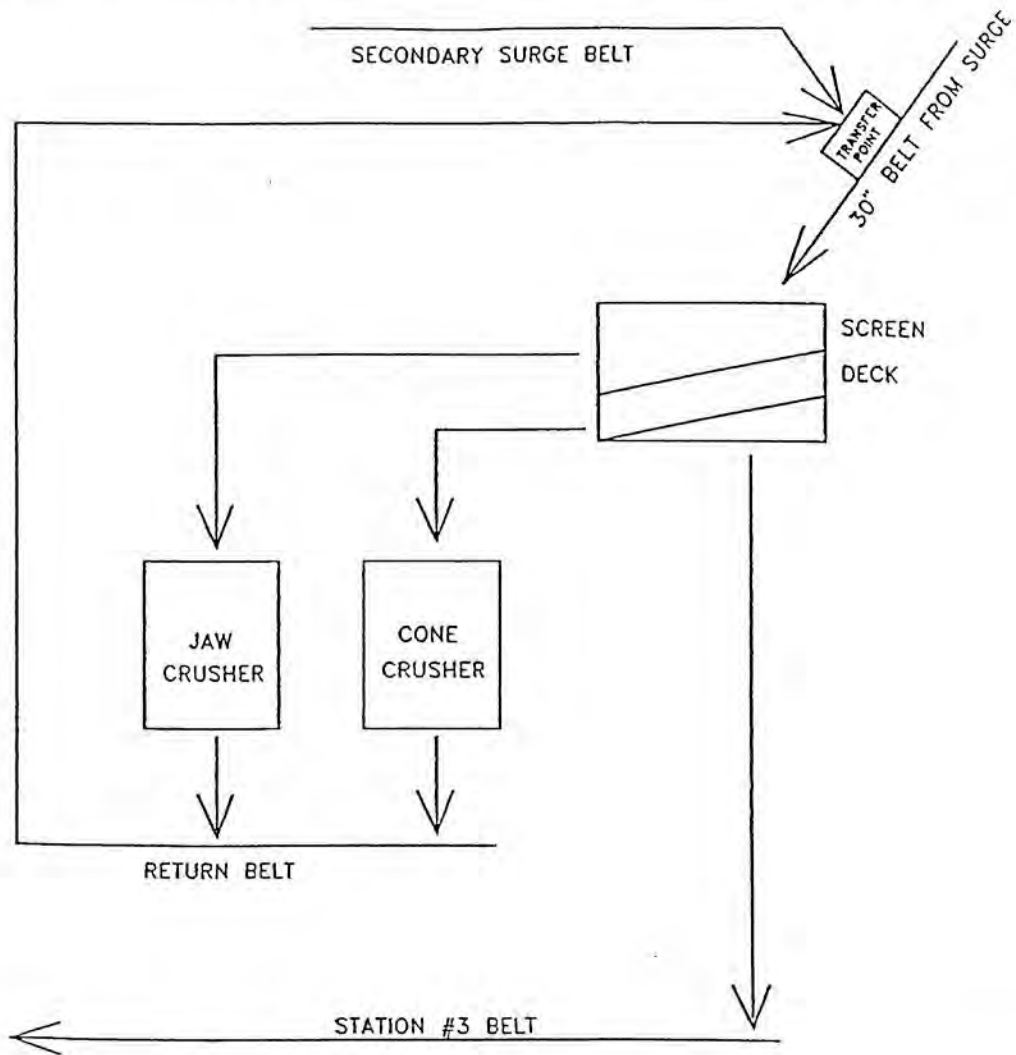 SECONDARY SURGE BELT
TRANSFER
POINT
30" BELT FROM SURGE
SCREEN
DECK
JAW
CRUSHER
CONE
CRUSHER
RETURN BELT
STATION #3 BELT